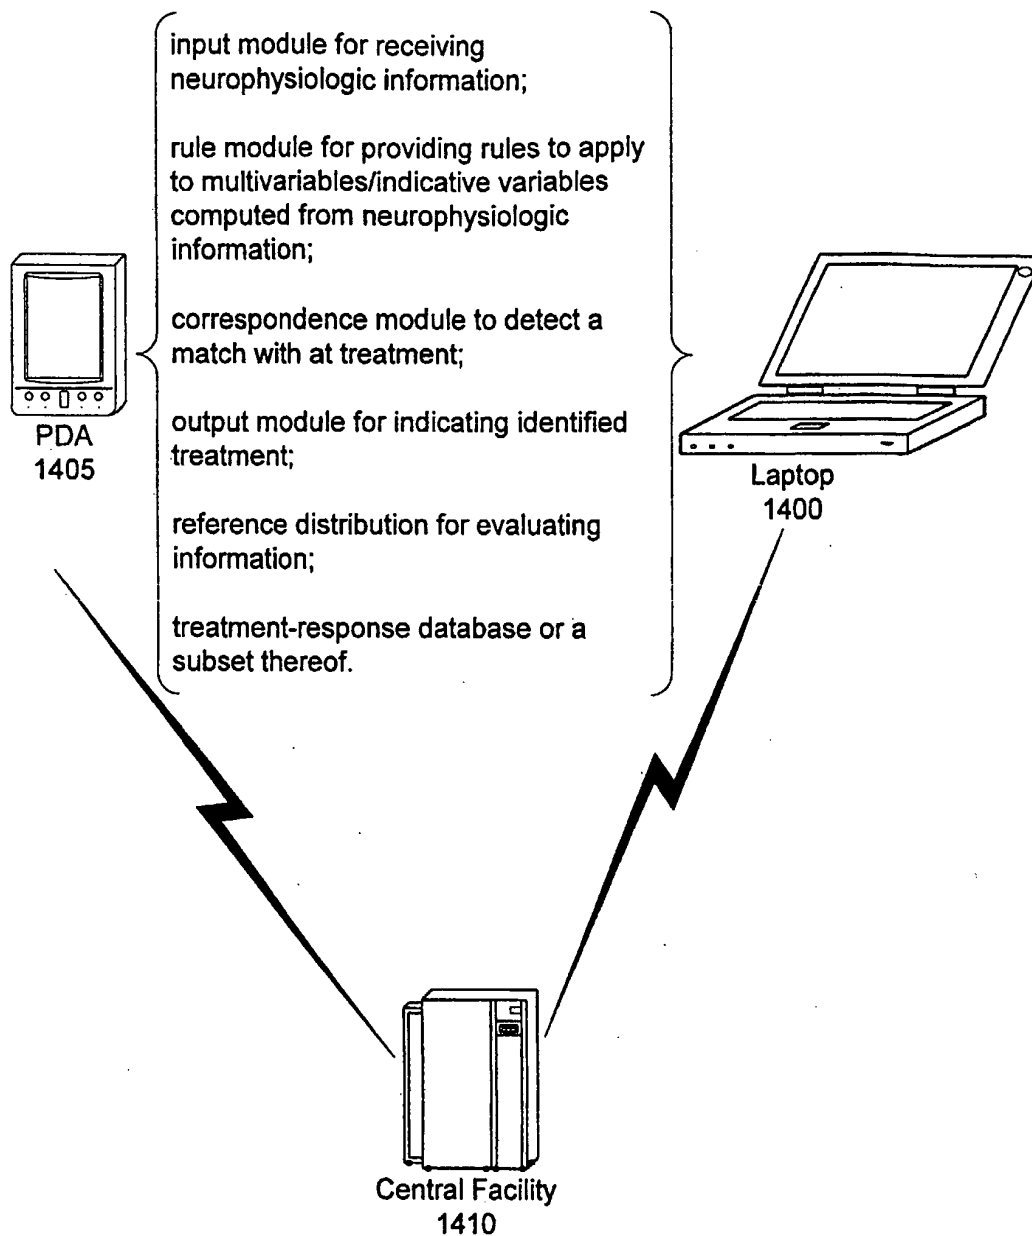 input module for receiving
neurophysiologic information;
rule module for providing rules to apply
to multivariables/indicative variables
computed from neurophysiologic
information;
correspondence module to detect a
match with at treatment;
output module for indicating identified
treatment;
reference distribution for evaluating
information;
treatment-response database or a
subset thereof.
PDA
1405
Laptop
1400
Central Facility
1410